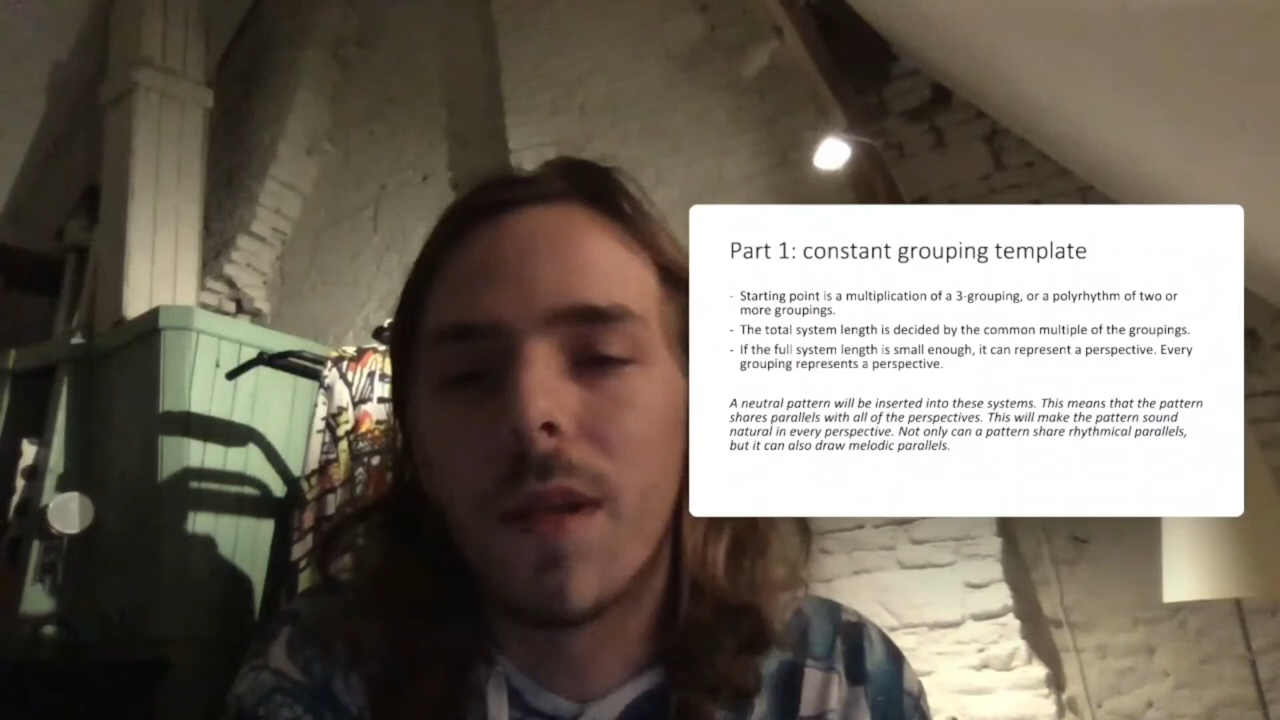 Part 1: constant grouping template
- Starting point is a multiplication of a 3-grouping, or a polyrhythm of two or
more groupings.
- The total system length is decided by the common multiple of the groupings.
- If the full system length is small enough, it can represent a perspective. Every
grouping represents a perspective.
A neutral pattern will be inserted into these systems. This means that the pattern
shares parallels with all of the perspectives. This will make the pattern sound
natural in every perspective. Not only can a pattern share rhythmical parallels,
but it can also draw melodic parallels.